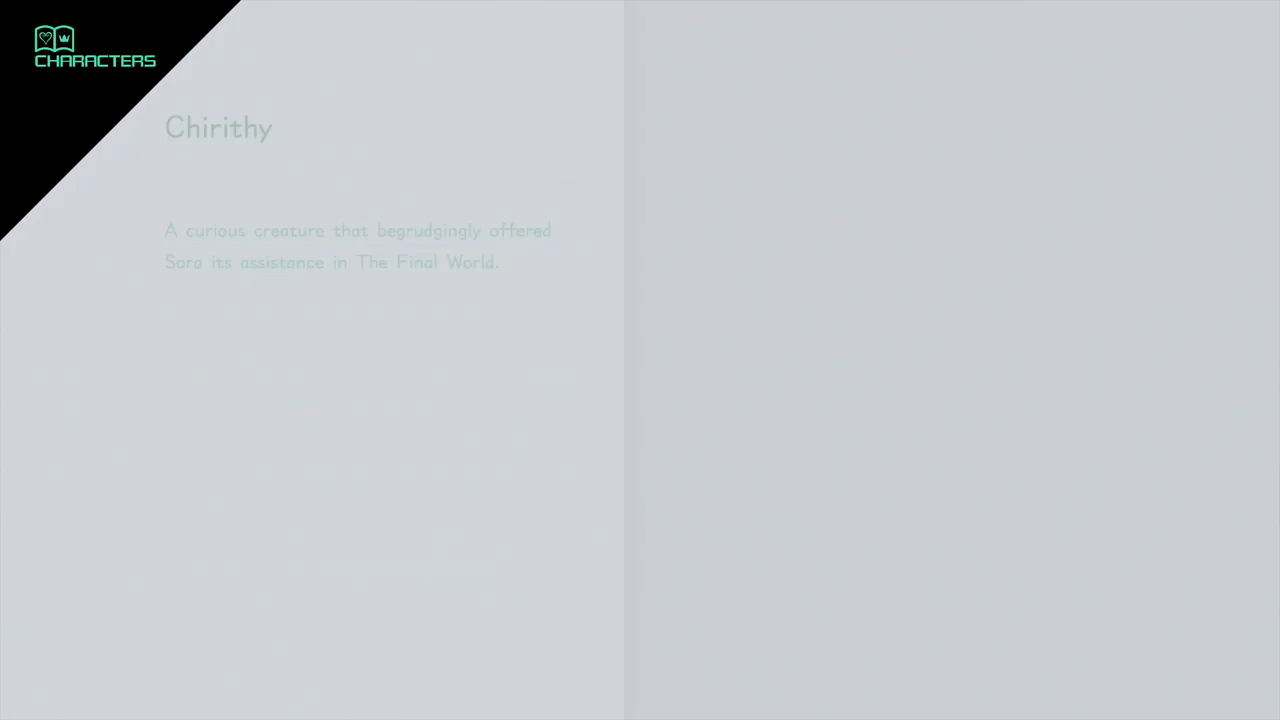 CHARACTERS
Chirithy
A curious creature that begrudgingly offered
Sora its assistance in The Final World.